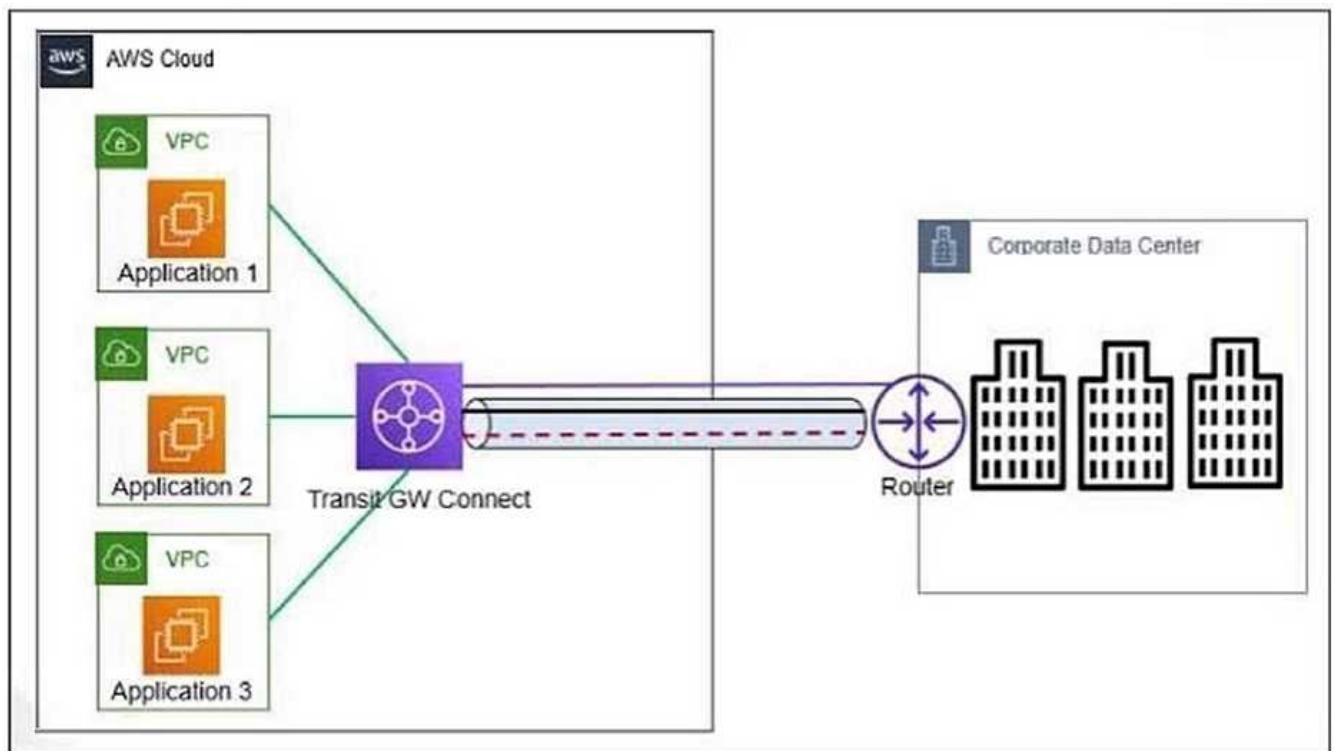 aws
AWS Cloud
VPC
Application 1
VPC
Application 2
VPC
Application 3
Transit GW Connect
Router
Corporate Data Center